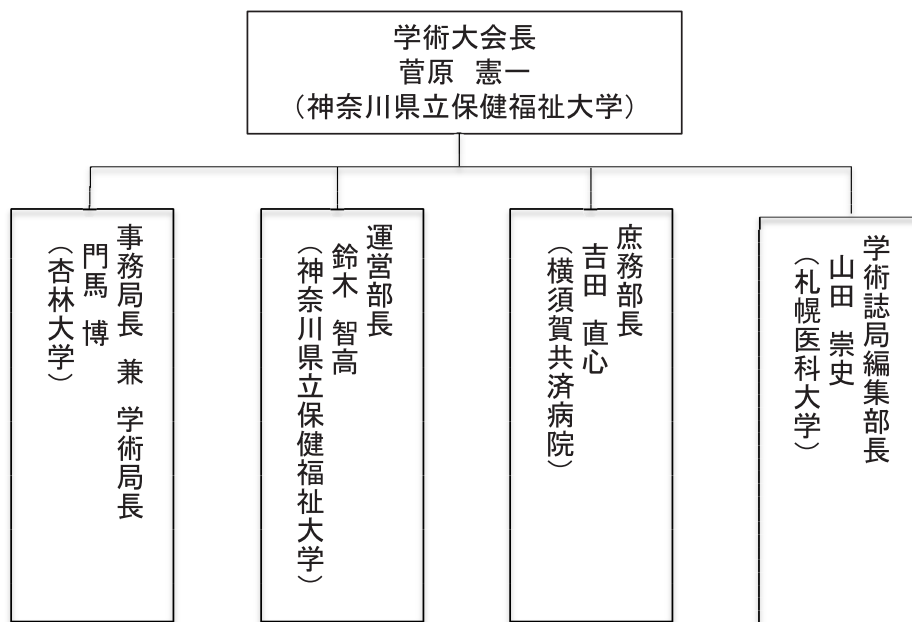 学術大会長
菅原　憲一
（神奈川県立保健福祉大学）
事務局長　兼　学術局長
門馬　博
（杏林大学）
運営部長
鈴木　智高
（神奈川県立保健福祉大学）
庶務部長
吉田　直心
（横須賀共済病院）
学術誌局編集部長
山田　崇史
（札幌医科大学）